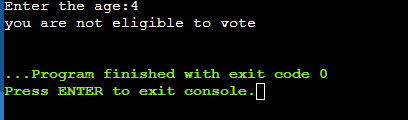 Enter the age:4
you are not eligible to vote
...Program finished with exit code 0
Press ENTER to exit console.